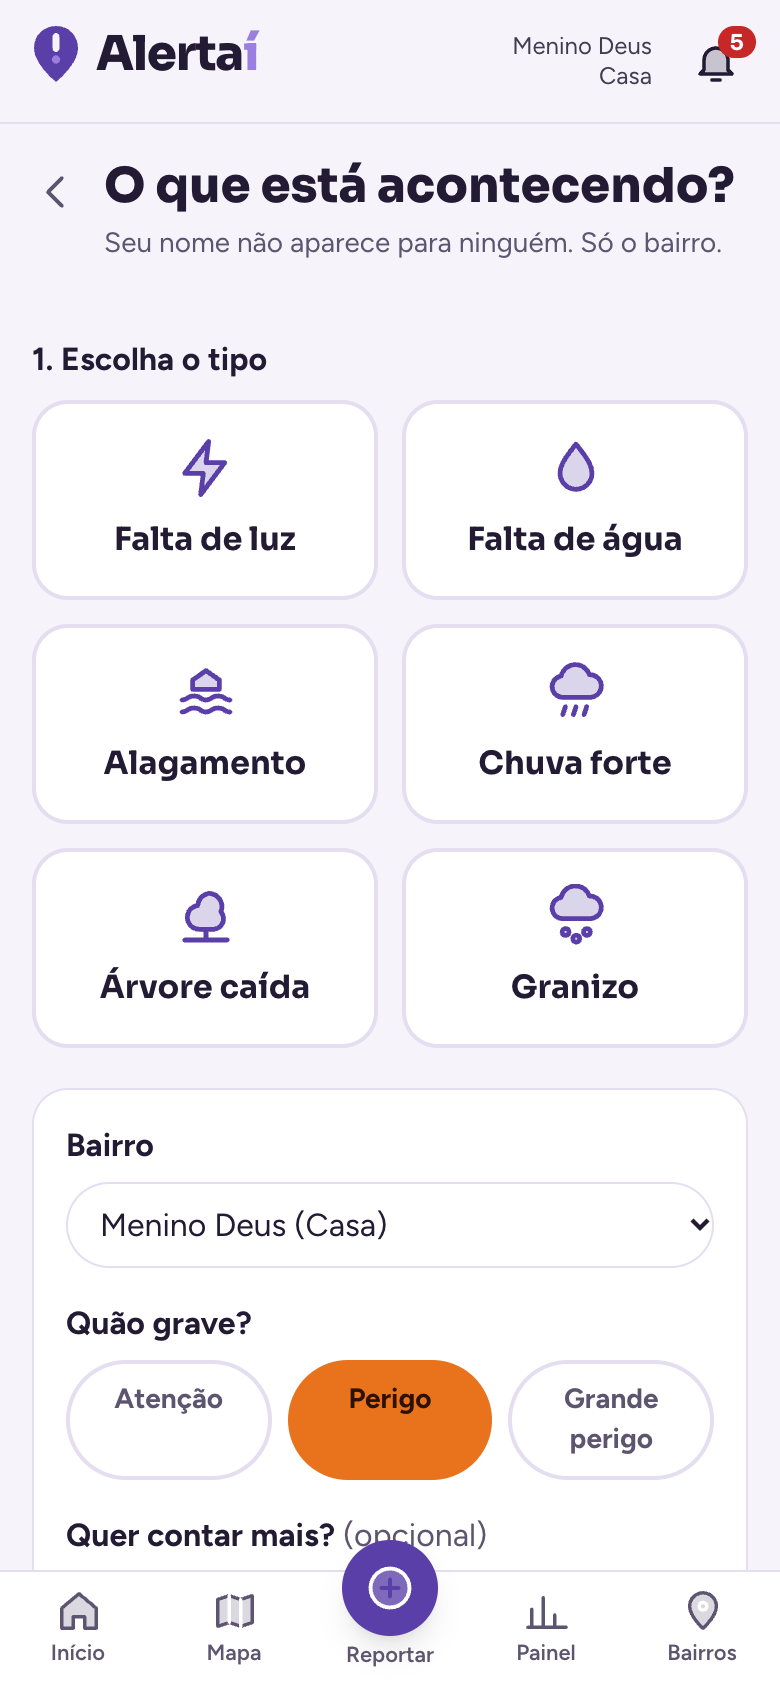 Alertaí
Menino Deus
Casa
5
O que está acontecendo?
Seu nome não aparece para ninguém. Só o bairro.
1. Escolha o tipo
Falta de luz
Falta de água
Alagamento
Chuva forte
Árvore caída
Granizo
Bairro
Menino Deus (Casa)
Quão grave?
Atenção
Perigo
Grande
perigo
Quer contar mais? (opcional)
Início
Mapa
Reportar
Painel
Bairros